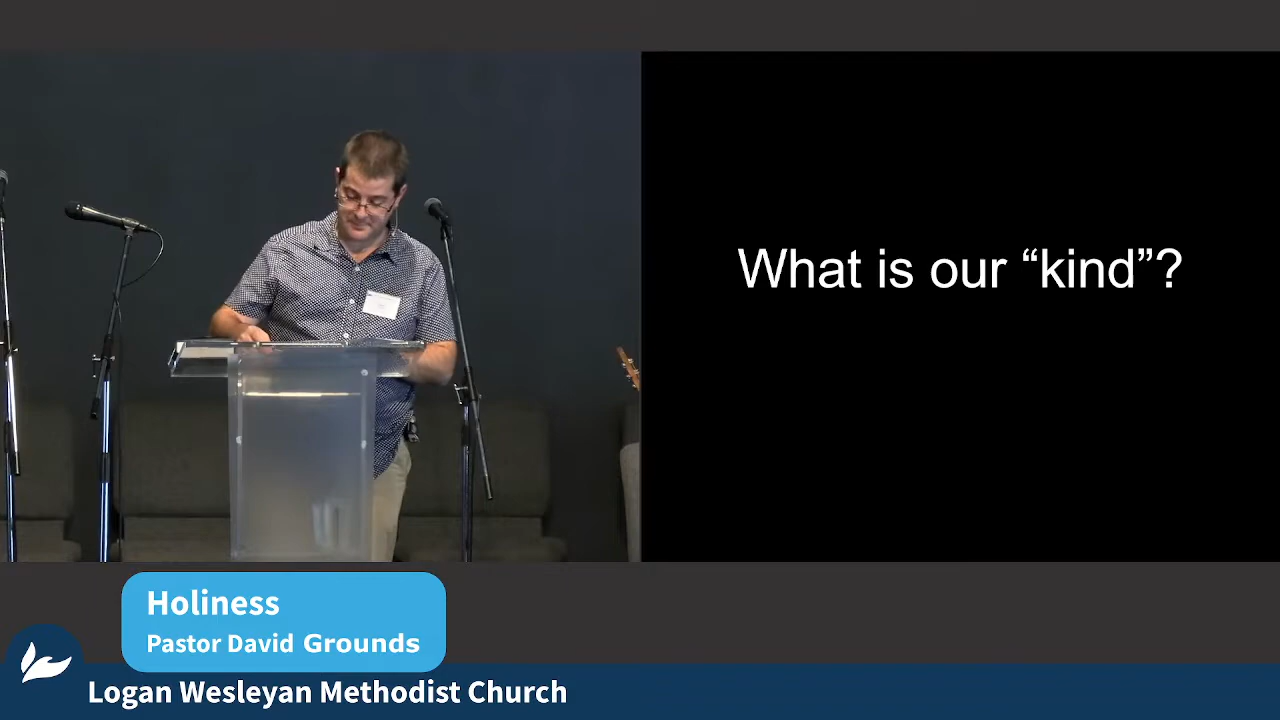 What is our “kind”?
Holiness
Pastor David Grounds
Logan Wesleyan Methodist Church